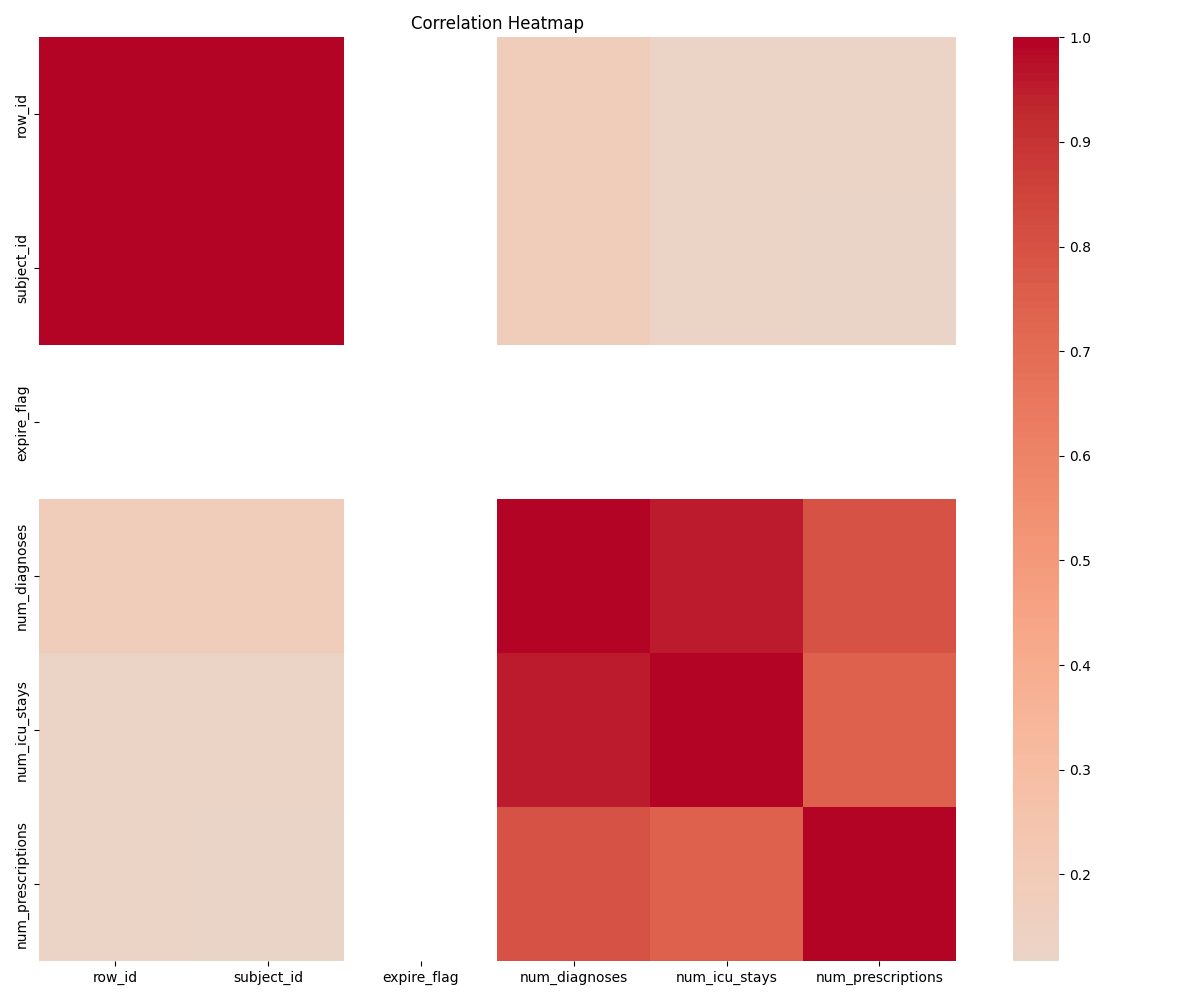 Correlation Heatmap
row_id
subject_id
expire_flag
num_diagnoses
num_icu_stays
num_prescriptions
row_id
subject_id
expire_flag
num_diagnoses
num_icu_stays
num_prescriptions
1.0
0.9
0.8
0.7
0.6
0.5
0.4
0.3
0.2